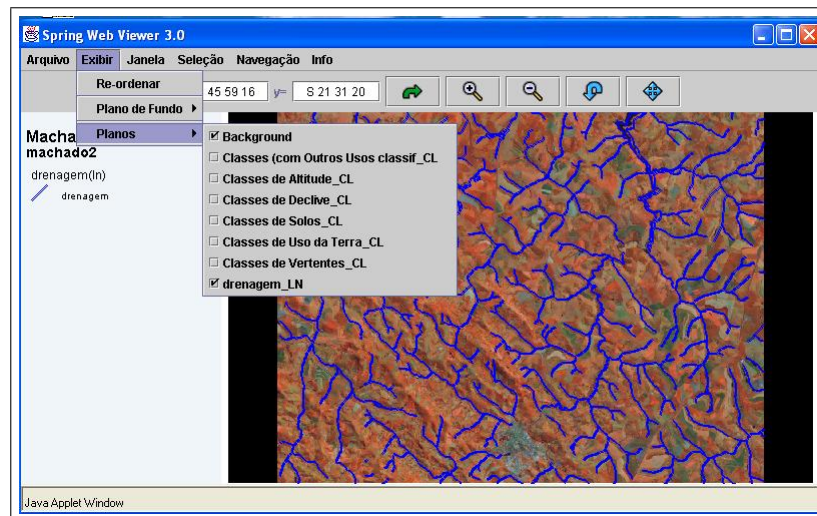 Spring Web Viewer 3.0
Arquivo Exibir Janela Seleção Navegação Info
Re-ordenar
45 59 16 y= S 21 31 20
Plano de Fundo
Planos
Macha
machado2
drenagem(ln)
drenagem
Background
Classes (com Outros Usos classif_CL
Classes de Altitude_CL
Classes de Declive_CL
Classes de Solos_CL
Classes de Uso da Terra_CL
Classes de Vertentes_CL
drenagem_LN
Java Applet Window